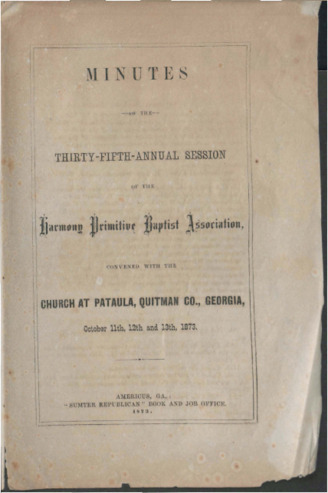 MINUTES
—OF THE—
THIRTY-FIFTH-ANNUAL SESSION
OF THE
Harmony Primitive Baptist Association,
CONVENED WITH THE
CHURCH AT PATAULA, QUITMAN CO., GEORGIA,
October 11th, 12th and 13th, 1873.
AMERICUS, GA.:
"SUMTER REPUBLICAN" BOOK AND JOB OFFICE.
1873.